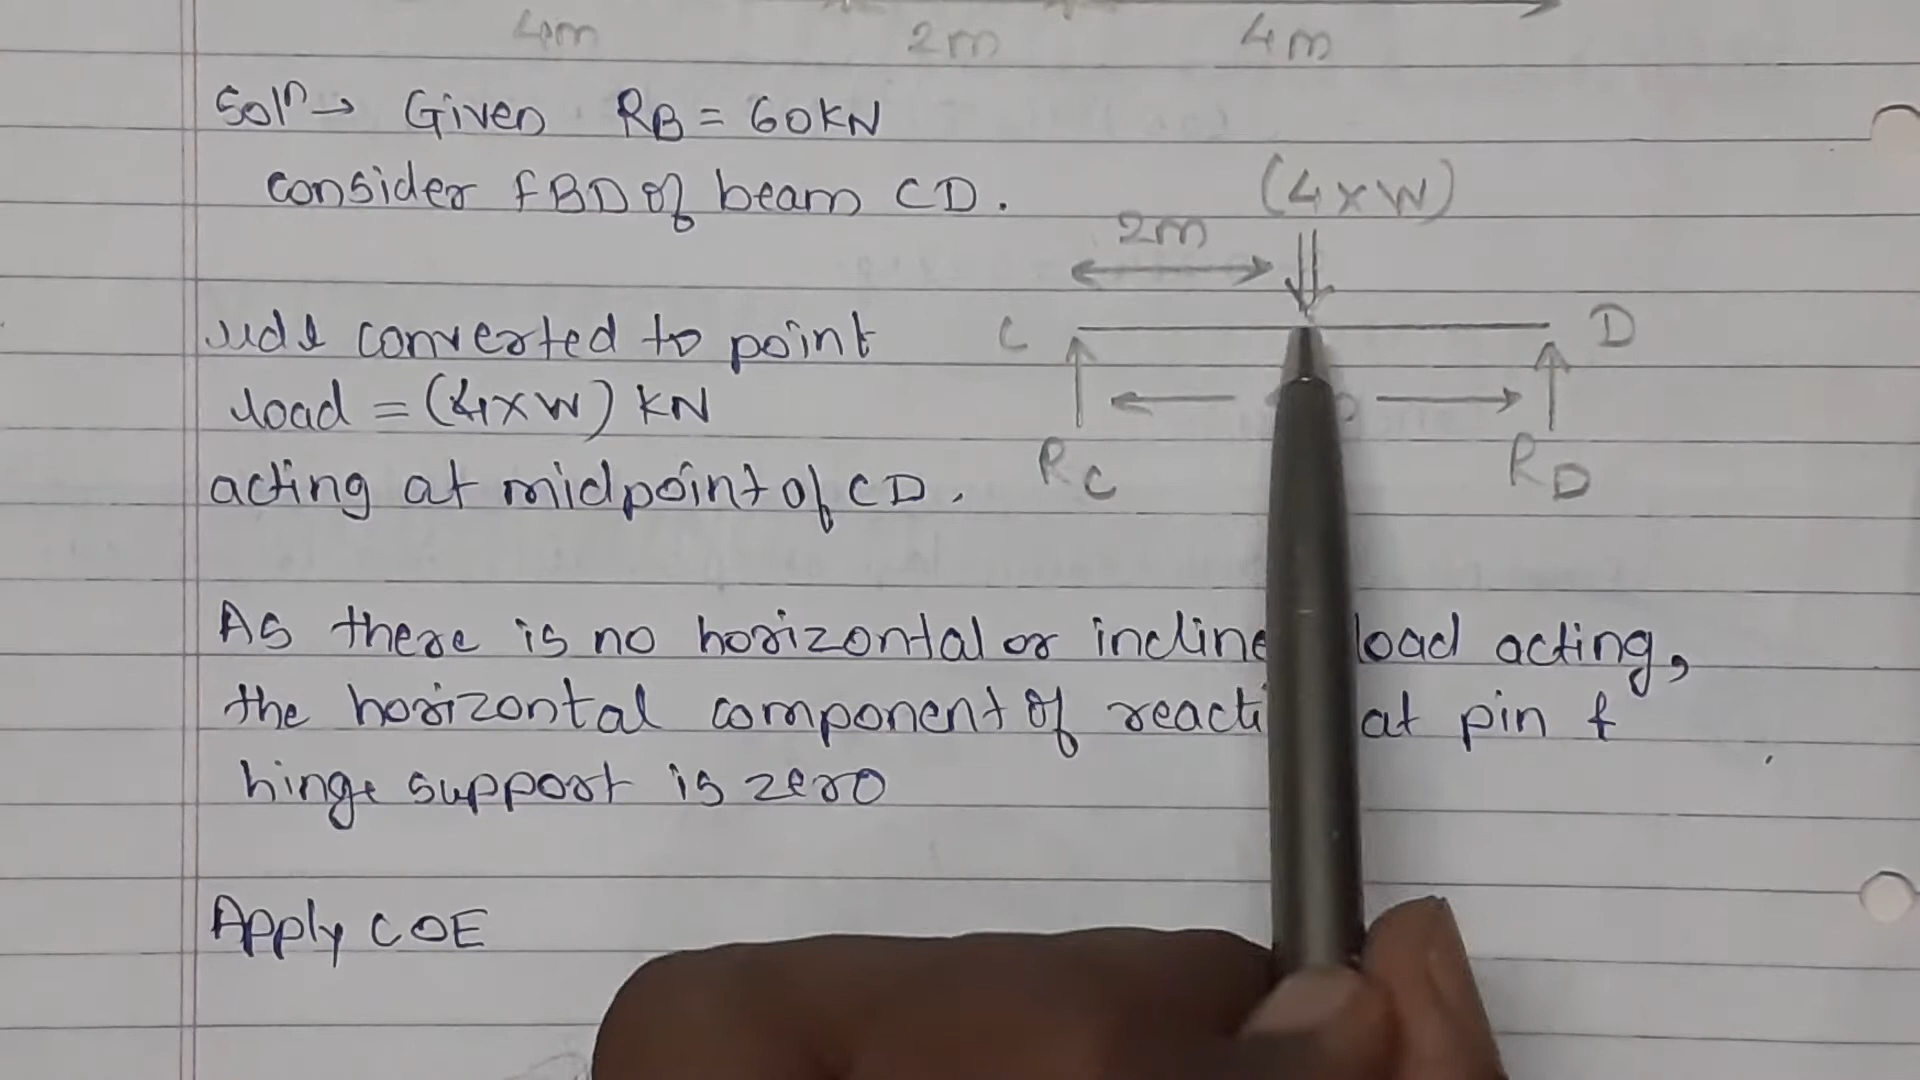 4m 2m 4m
Soln → Given RB = 60KN
consider FBD of beam CD.
(4×W)
2m
udl converted to point
C D
load = (4×W) KN
RC RD
acting at midpoint of CD.
As there is no horizontal or incline load acting,
the horizontal component of reacti at pin &
hinge support is zero
Apply COE